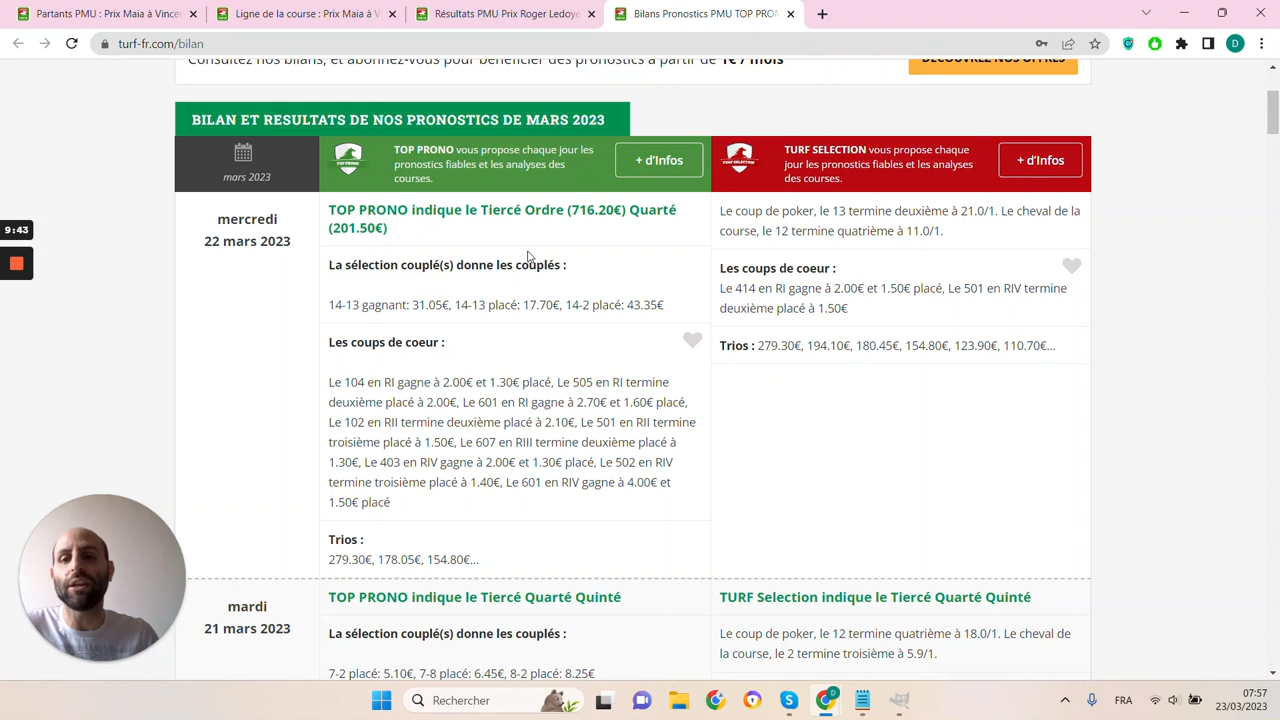 Partants PMU : Prix Maia à Vincen
Ligne de la course : Prix Maia à V
Résultats PMU Prix Roger Ledoye
Bilans Pronostics PMU TOP PRON
turf-fr.com/bilan
D
Consultez nos bilans, et abonnez-vous pour bénéficier des pronostics à partir de 1€ / mois
DECOUVREZ NOS OFFRES
BILAN ET RESULTATS DE NOS PRONOSTICS DE MARS 2023
mars 2023
TOP PRONO
TOP PRONO vous propose chaque jour les
pronostics fiables et les analyses des
courses.
+ d'Infos
TURF SELECTION
TURF SELECTION vous propose chaque
jour les pronostics fiables et les analyses
des courses.
+ d'Infos
9:43
mercredi
22 mars 2023
TOP PRONO indique le Tiercé Ordre (716.20€) Quarté
(201.50€)
La sélection couplé(s) donne les couplés :
14-13 gagnant: 31.05€, 14-13 placé: 17.70€, 14-2 placé: 43.35€
Les coups de coeur :
Le 104 en RI gagne à 2.00€ et 1.30€ placé, Le 505 en RI termine
deuxième placé à 2.00€, Le 601 en RI gagne à 2.70€ et 1.60€ placé,
Le 102 en RII termine deuxième placé à 2.10€, Le 501 en RII termine
troisième placé à 1.50€, Le 607 en RIII termine deuxième placé à
1.30€, Le 403 en RIV gagne à 2.00€ et 1.30€ placé, Le 502 en RIV
termine troisième placé à 1.40€, Le 601 en RIV gagne à 4.00€ et
1.50€ placé
Trios :
279.30€, 178.05€, 154.80€...
Le coup de poker, le 13 termine deuxième à 21.0/1. Le cheval de la
course, le 12 termine quatrième à 11.0/1.
Les coups de coeur :
Le 414 en RI gagne à 2.00€ et 1.50€ placé, Le 501 en RIV termine
deuxième placé à 1.50€
Trios : 279.30€, 194.10€, 180.45€, 154.80€, 123.90€, 110.70€...
mardi
21 mars 2023
TOP PRONO indique le Tiercé Quarté Quinté
La sélection couplé(s) donne les couplés :
7-2 placé: 5.10€, 7-8 placé: 6.45€, 8-2 placé: 8.25€
TURF Selection indique le Tiercé Quarté Quinté
Le coup de poker, le 12 termine quatrième à 18.0/1. Le cheval de
la course, le 2 termine troisième à 5.9/1.
Rechercher
D
FRA
07:57
23/03/2023